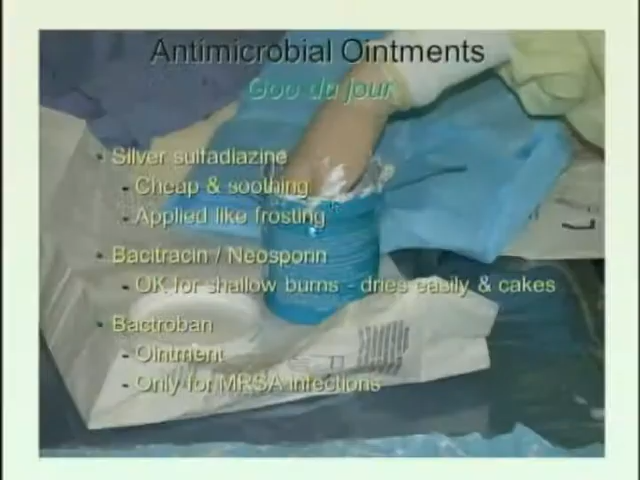 Antimicrobial Ointments
Goo du jour
- Silver sulfadiazine
- Cheap & soothing
- Applied like frosting
- Bacitracin / Neosporin
- OK for shallow burns - dries easily & cakes
- Bactroban
- Ointment
- Only for MRSA infections